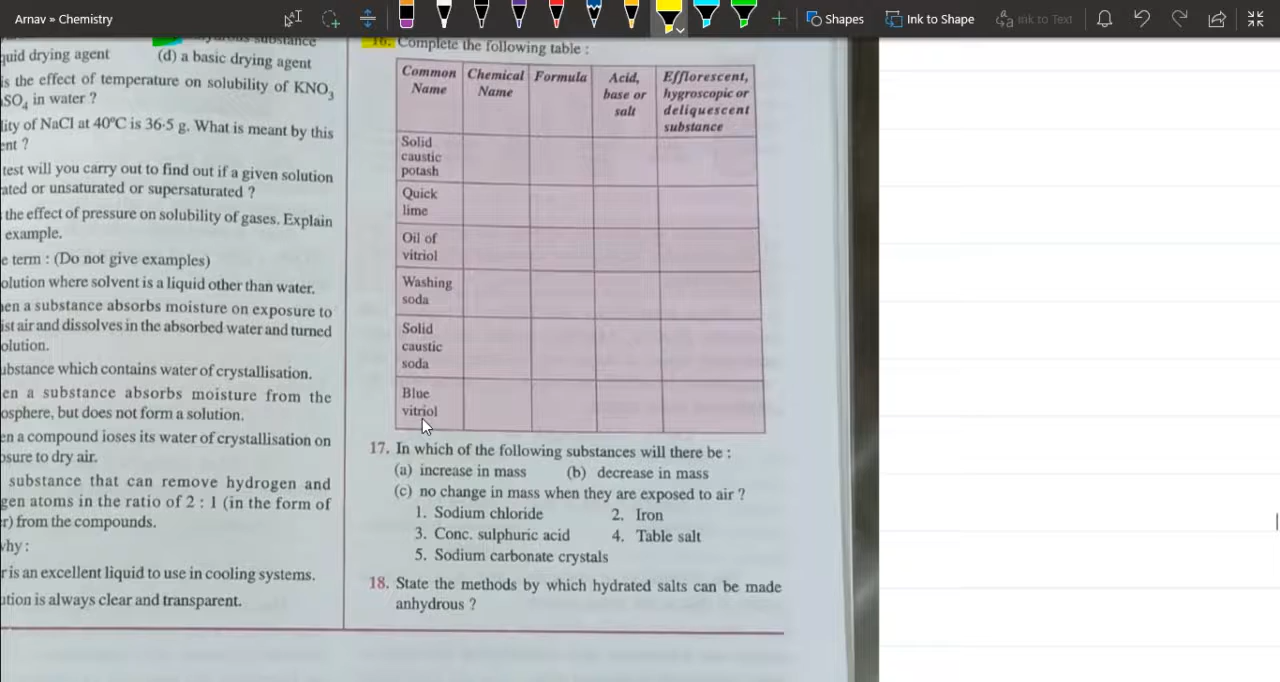 Arnav » Chemistry
Shapes
Ink to Shape
Ink to Text
substance
quid drying agent (d) a basic drying agent
is the effect of temperature on solubility of KNO3
SO4 in water ?
lity of NaCl at 40°C is 36·5 g. What is meant by this
ent ?
test will you carry out to find out if a given solution
ated or unsaturated or supersaturated ?
the effect of pressure on solubility of gases. Explain
example.
e term : (Do not give examples)
olution where solvent is a liquid other than water.
en a substance absorbs moisture on exposure to
ist air and dissolves in the absorbed water and turned
olution.
ubstance which contains water of crystallisation.
en a substance absorbs moisture from the
osphere, but does not form a solution.
en a compound loses its water of crystallisation on
osure to dry air.
substance that can remove hydrogen and
gen atoms in the ratio of 2 : 1 (in the form of
r) from the compounds.
why :
r is an excellent liquid to use in cooling systems.
ution is always clear and transparent.
16. Complete the following table :
Common Chemical Formula Acid, Efflorescent,
Name Name base or hygroscopic or
salt deliquescent
substance
Solid
caustic
potash
Quick
lime
Oil of
vitriol
Washing
soda
Solid
caustic
soda
Blue
vitriol
17. In which of the following substances will there be :
(a) increase in mass (b) decrease in mass
(c) no change in mass when they are exposed to air ?
1. Sodium chloride 2. Iron
3. Conc. sulphuric acid 4. Table salt
5. Sodium carbonate crystals
18. State the methods by which hydrated salts can be made
anhydrous ?